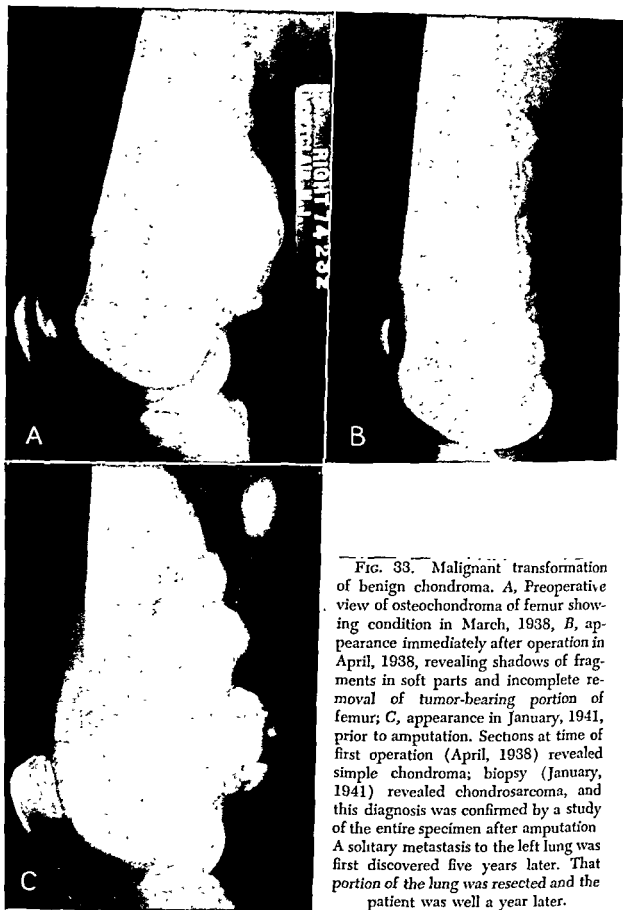 RIGHT 74262
A
B
C
FIG. 33. Malignant transformation
of benign chondroma. A, Preoperative
view of osteochondroma of femur show-
ing condition in March, 1938, B, ap-
pearance immediately after operation in
April, 1938, revealing shadows of frag-
ments in soft parts and incomplete re-
moval of tumor-bearing portion of
femur; C, appearance in January, 1941,
prior to amputation. Sections at time of
first operation (April, 1938) revealed
simple chondroma; biopsy (January,
1941) revealed chondrosarcoma, and
this diagnosis was confirmed by a study
of the entire specimen after amputation
A solitary metastasis to the left lung was
first discovered five years later. That
portion of the lung was resected and the
patient was well a year later.